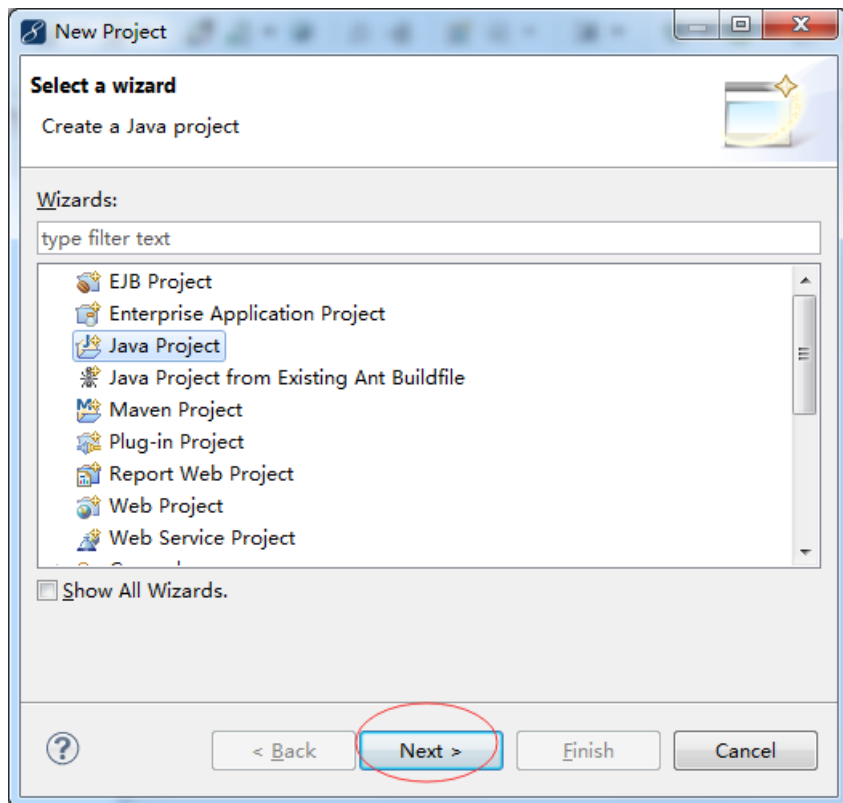 New Project
Select a wizard
Create a Java project
Wizards:
type filter text
EJB Project
Enterprise Application Project
Java Project
Java Project from Existing Ant Buildfile
Maven Project
Plug-in Project
Report Web Project
Web Project
Web Service Project
Show All Wizards.
< Back Next > Finish Cancel